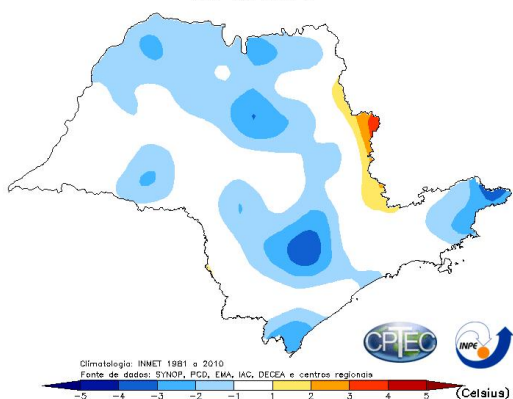 CPTEC
INPE
Climatologia: INMET 1981 a 2010
Fonte de dados: SYNOP, PCD, EMA, IAC, DECEA e centros regionais
-5 -4 -3 -2 -1 1 2 3 4 5 (Celsius)